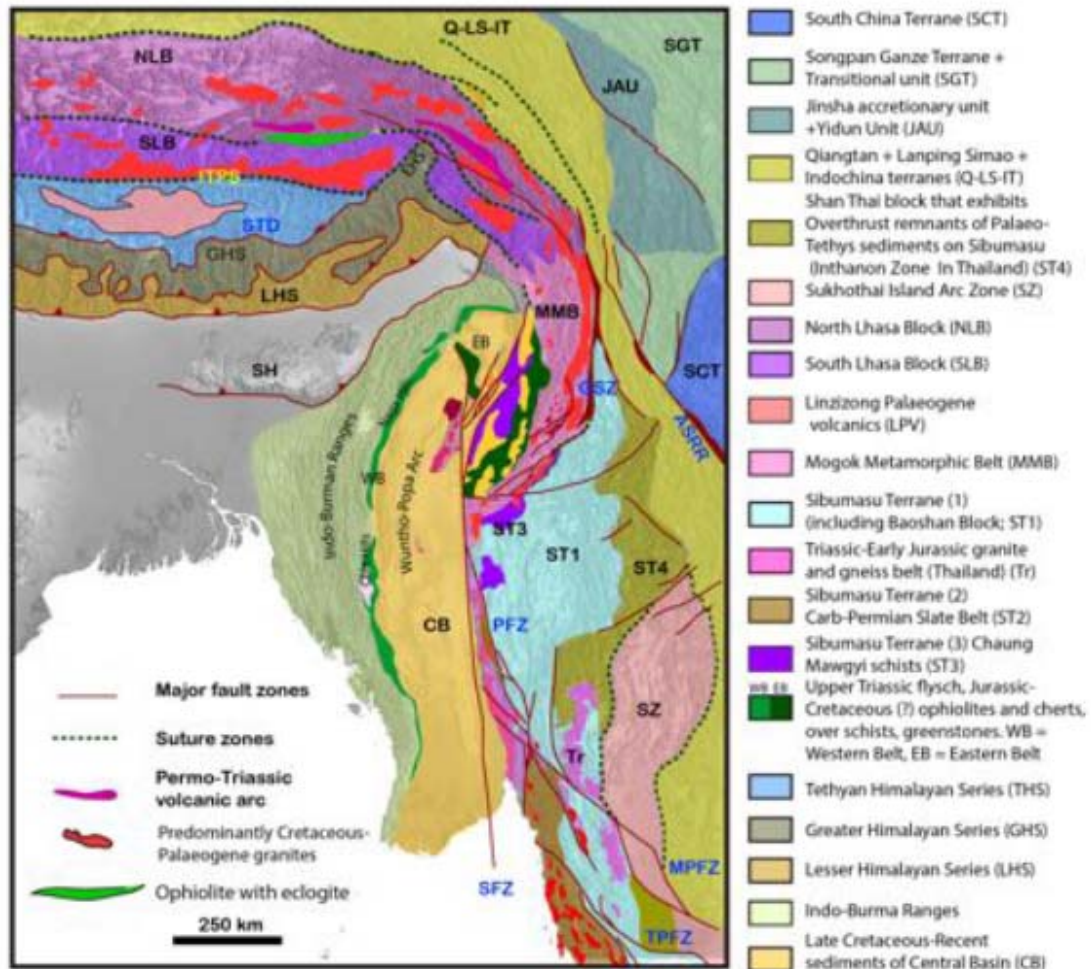 Q-LS-IT
SGT
NLB
JAU
SLB
ITPS
STD
GHS
LHS
MMB
EB
SH
GSZ
SCT
ASRR
Indo-Burman Ranges
WB
Wuntho-Popa Arc
ST3
ST1
ST4
CB
PFZ
SZ
Tr
MPFZ
SFZ
TPFZ
Major fault zones
Suture zones
Permo-Triassic
volcanic arc
Predominantly Cretaceous-
Palaeogene granites
Ophiolite with eclogite
250 km
South China Terrane (SCT)
Songpan Ganze Terrane +
Transitional unit (SGT)
Jinsha accretionary unit
+Yidun Unit (JAU)
Qiangtan + Lanping Simao +
Indochina terranes (Q-LS-IT)
Shan Thai block that exhibits
Overthrust remnants of Palaeo-
Tethys sediments on Sibumasu
(Inthanon Zone In Thailand) (ST4)
Sukhothai Island Arc Zone (SZ)
North Lhasa Block (NLB)
South Lhasa Block (SLB)
Linzizong Palaeogene
volcanics (LPV)
Mogok Metamorphic Belt (MMB)
Sibumasu Terrane (1)
(including Baoshan Block; ST1)
Triassic-Early Jurassic granite
and gneiss belt (Thailand) (Tr)
Sibumasu Terrane (2)
Carb-Permian Slate Belt (ST2)
Sibumasu Terrane (3) Chaung
Mawgyi schists (ST3)
WB EB
Upper Triassic flysch, Jurassic-
Cretaceous (?) ophiolites and cherts,
over schists, greenstones. WB =
Western Belt, EB = Eastern Belt
Tethyan Himalayan Series (THS)
Greater Himalayan Series (GHS)
Lesser Himalayan Series (LHS)
Indo-Burma Ranges
Late Cretaceous-Recent
sediments of Central Basin (CB)